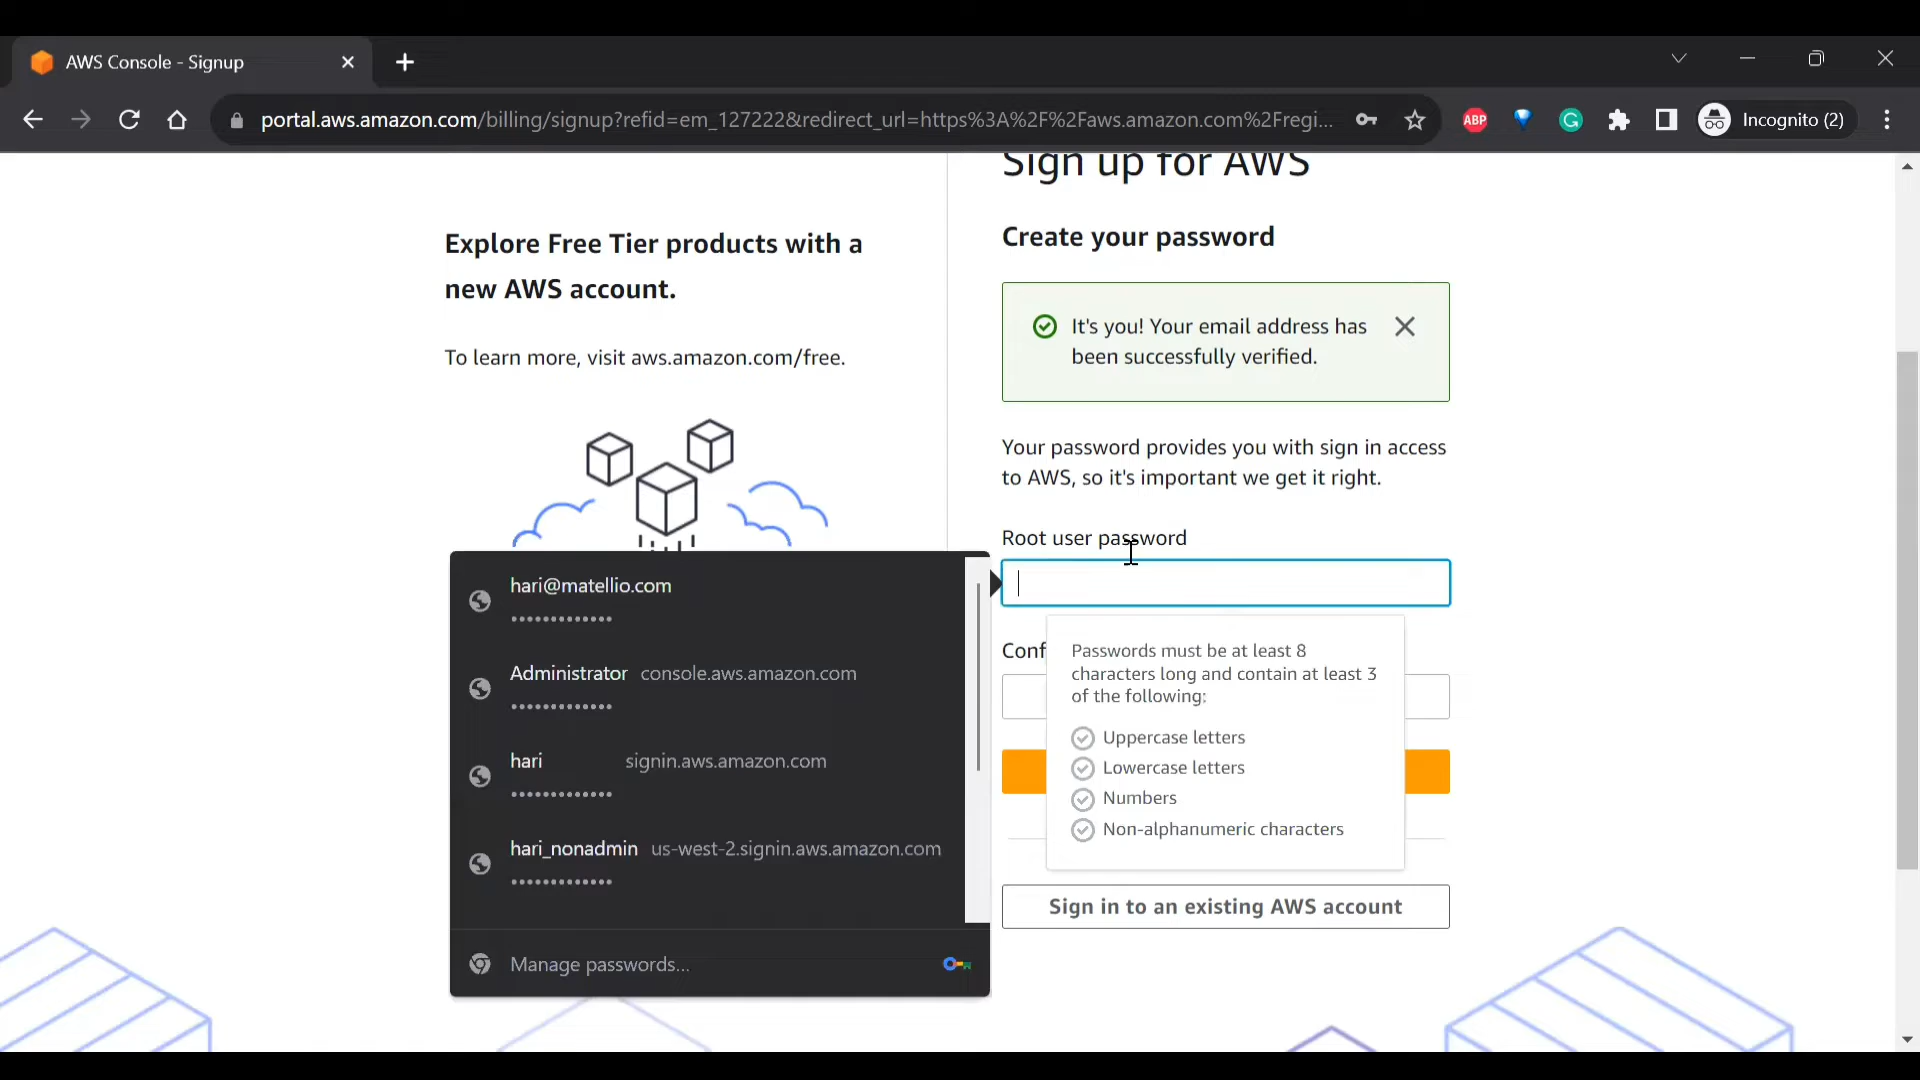 AWS Console - Signup
portal.aws.amazon.com/billing/signup?refid=em_127222&redirect_url=https%3A%2F%2Faws.amazon.com%2Fregi...
ABP
Incognito (2)
Sign up for AWS
Explore Free Tier products with a
new AWS account.
To learn more, visit aws.amazon.com/free.
Create your password
It's you! Your email address has
been successfully verified.
Your password provides you with sign in access
to AWS, so it's important we get it right.
Root user password
hari@matellio.com
•••••••••••••
Administrator console.aws.amazon.com
•••••••••••••
hari signin.aws.amazon.com
•••••••••••••
hari_nonadmin us-west-2.signin.aws.amazon.com
•••••••••••••
Manage passwords...
Conf
Passwords must be at least 8
characters long and contain at least 3
of the following:
Uppercase letters
Lowercase letters
Numbers
Non-alphanumeric characters
Sign in to an existing AWS account